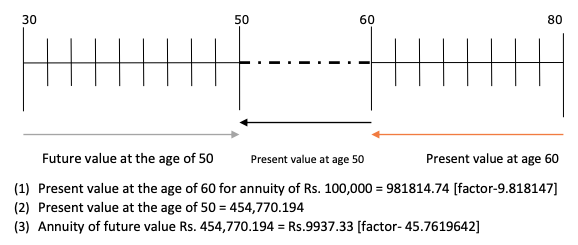 30 50 60 80
Future value at the age of 50 Present value at age 50 Present value at age 60
(1) Present value at the age of 60 for annuity of Rs. 100,000 = 981814.74 [factor-9.818147]
(2) Present value at the age of 50 = 454,770.194
(3) Annuity of future value Rs. 454,770.194 = Rs.9937.33 [factor- 45.7619642]